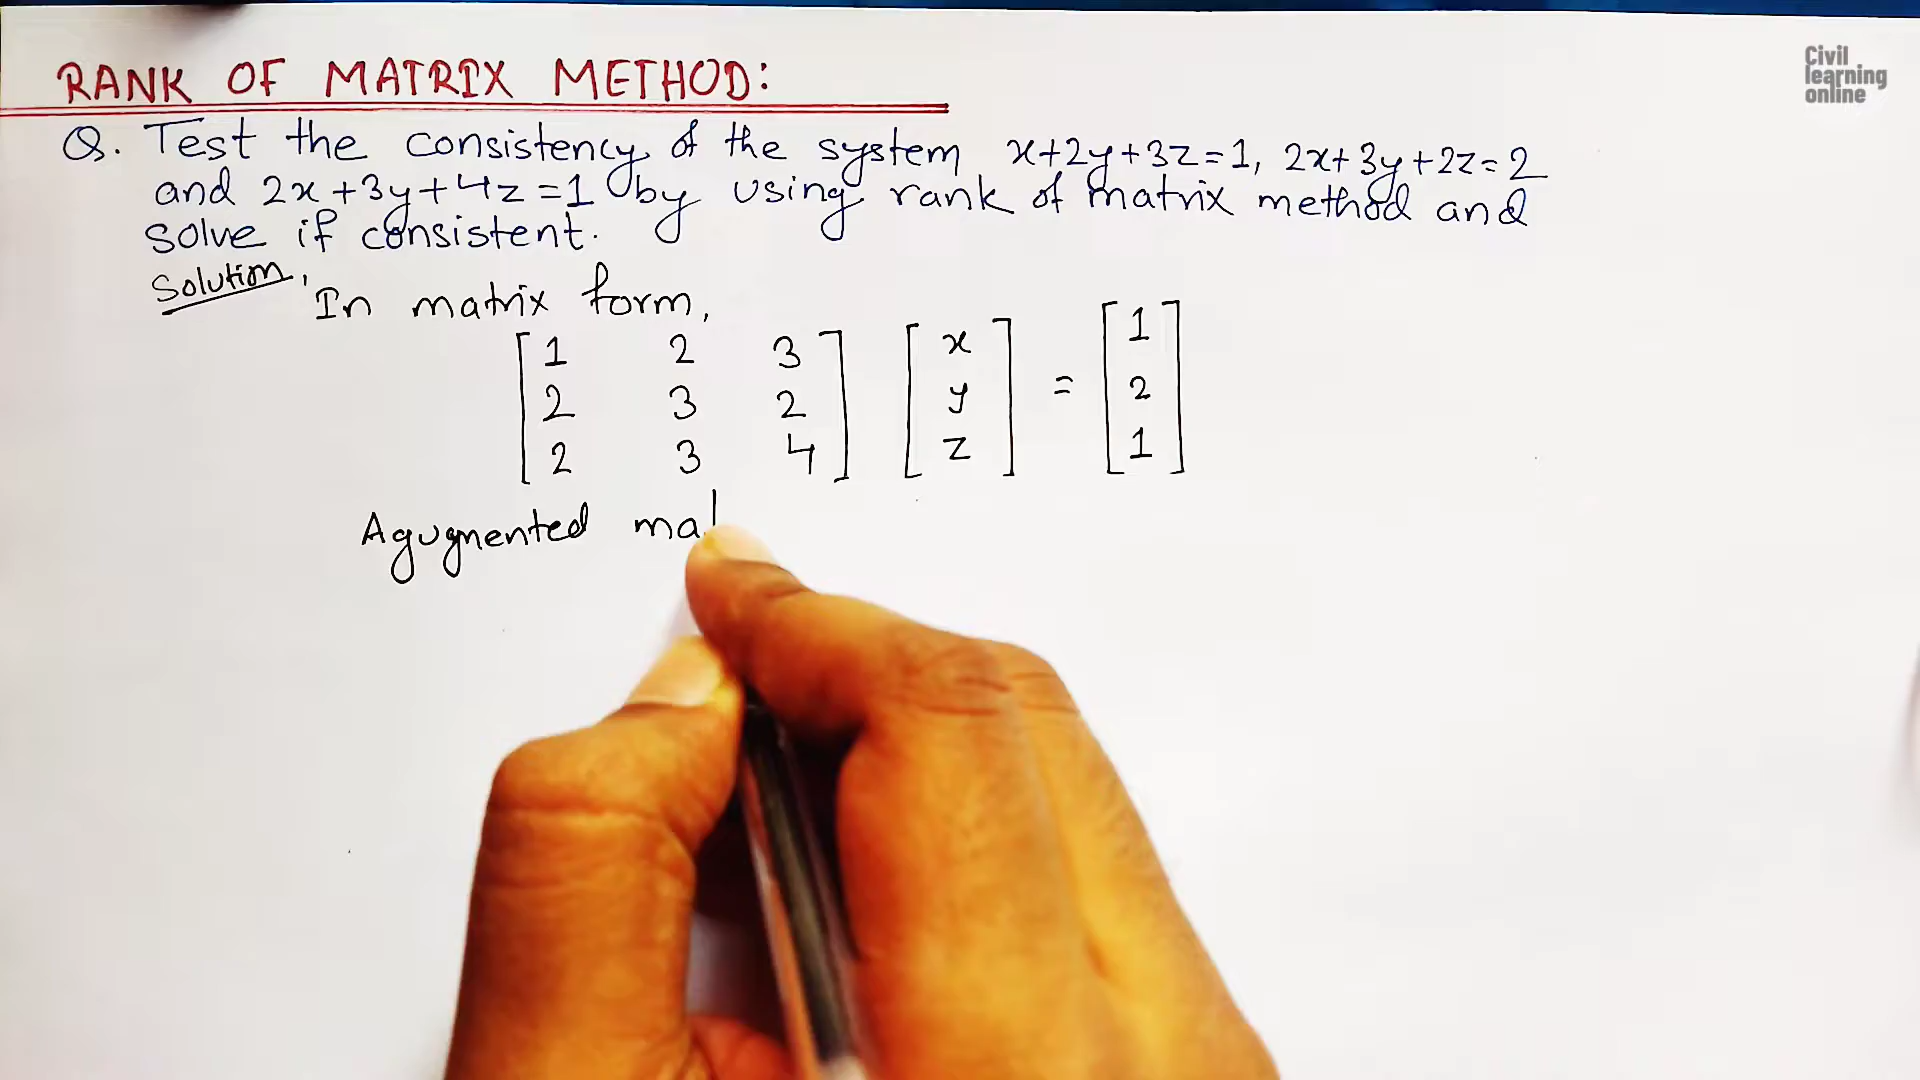 RANK OF MATRIX METHOD:
Civil
learning
online
Q. Test the consistency of the system x+2y+3z=1, 2x+3y+2z=2
and 2x+3y+4z=1 by using rank of matrix method and
solve if consistent.
Solution,
In matrix form,
[1 2 3] [x] = [1]
[2 3 2] [y] [2]
[2 3 4] [z] [1]
Agugmented